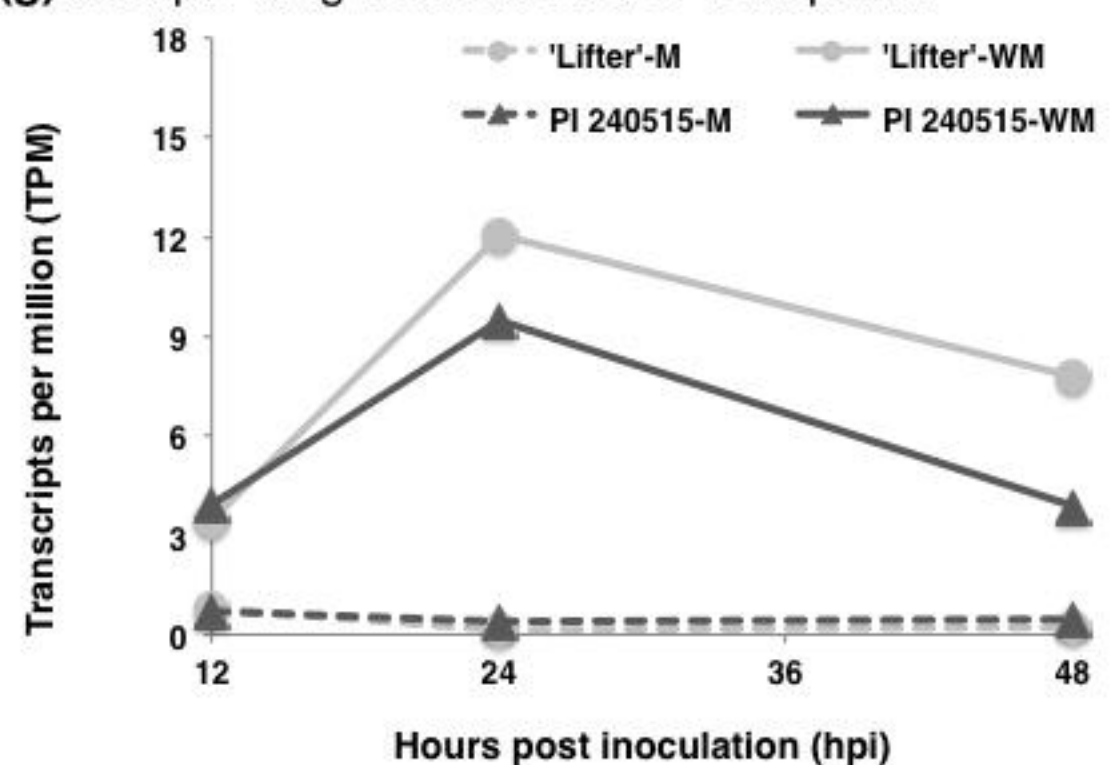 18
'Lifter'-M
'Lifter'-WM
PI 240515-M
PI 240515-WM
15
12
9
6
3
0
12
24
36
48
Transcripts per million (TPM)
Hours post inoculation (hpi)